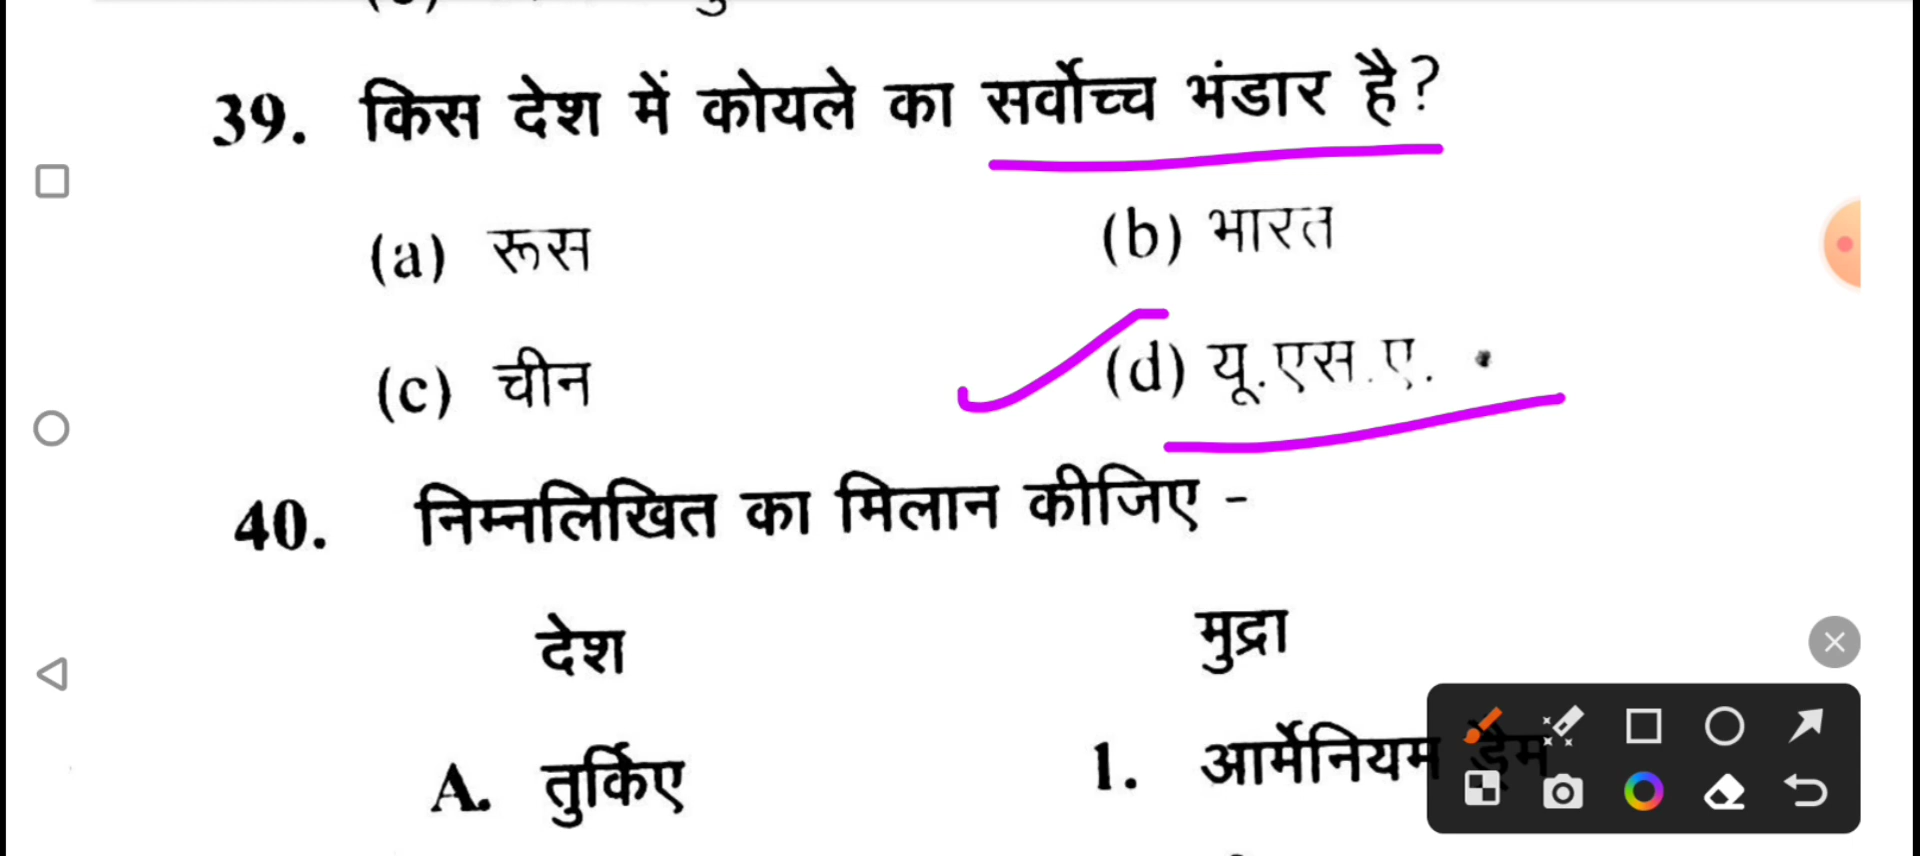 39. किस देश में कोयले का सर्वोच्च भंडार है?
(a) रूस (b) भारत
(c) चीन (d) यू.एस.ए.
40. निम्नलिखित का मिलान कीजिए -
देश मुद्रा
A. तुर्किए 1. आर्मेनियम ड्रैम